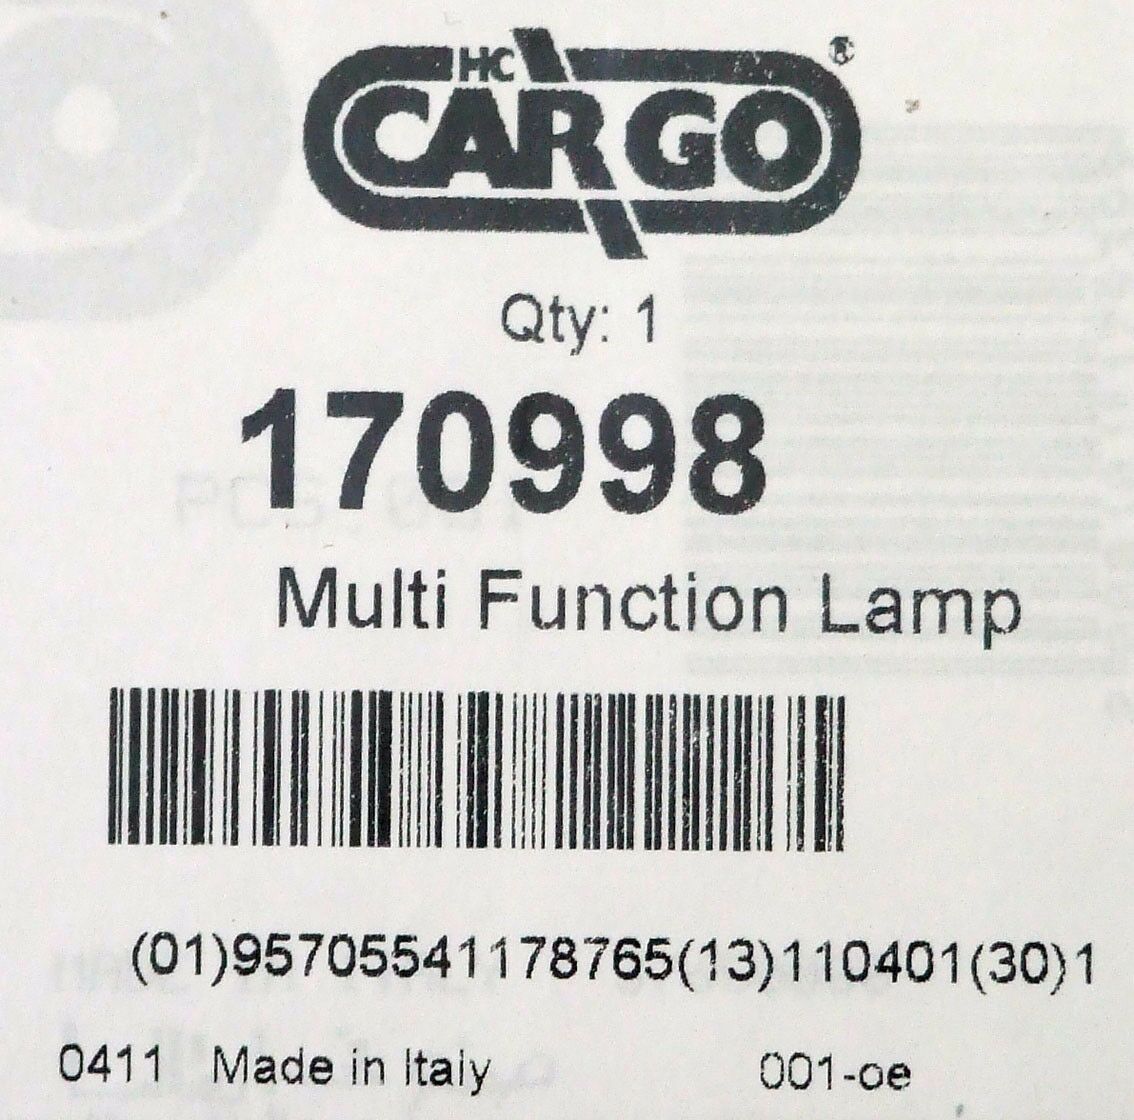 HC
CARGO®
Qty: 1
170998
Multi Function Lamp
(01)95705541178765(13)110401(30)1
0411 Made in Italy
001-oe